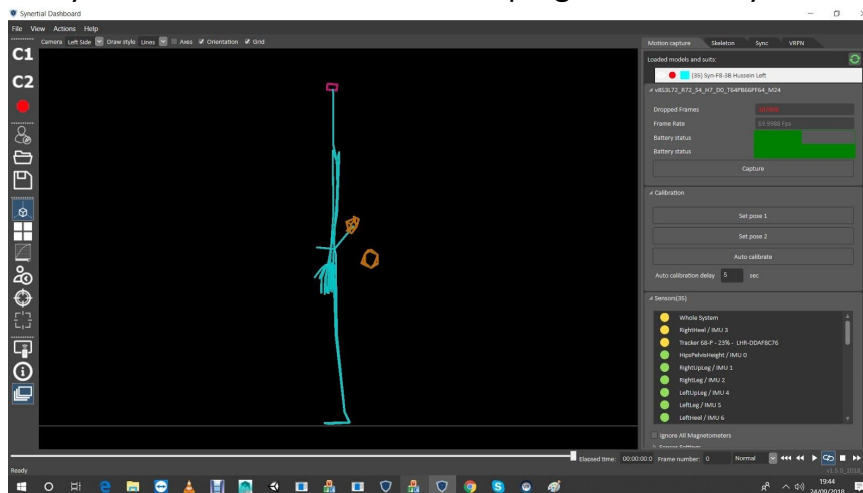 Synertial Dashboard
File View Actions Help
Camera Left Side Draw style Lines Axes Orientation Grid
Motion capture Skeleton Sync VRPN
C1
C2
Loaded models and suits:
(35) Syn-F8-3B Hussein Left
Dropped Frames
Frame Rate 59.9988 Fps
Battery status
Battery status
Capture
Calibration
Set pose 1
Set pose 2
Auto calibrate
Auto calibration delay 5 sec
Sensors(35)
Whole System
RightHeel / IMU 3
Tracker 68-P - 23% - LHR-DDAF8C76
HipsPelvisHeight / IMU 0
RightUpLeg / IMU 1
RightLeg / IMU 2
LeftUpLeg / IMU 4
LeftLeg / IMU 5
LeftHeel / IMU 6
Ignore All Magnetometers
Sensor Settings
Elapsed time: 00:00:00:0 Frame number: 0 Normal
Ready
19:44
24/09/2018